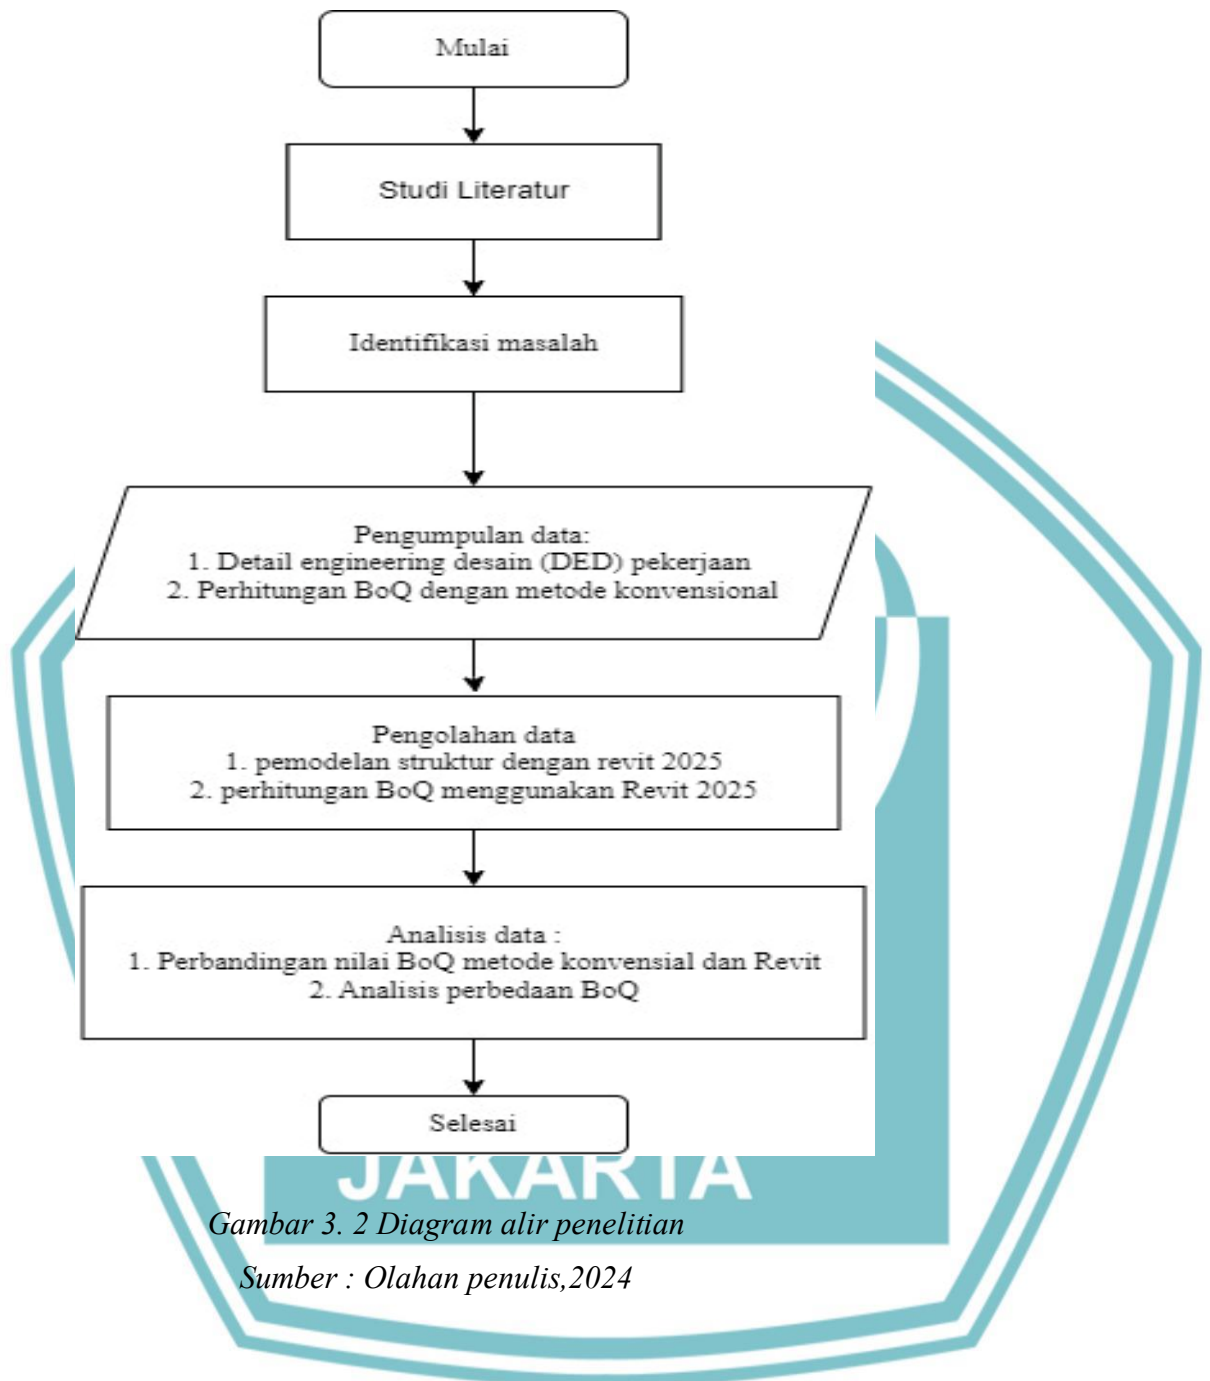 Mulai
Studi Literatur
Identifikasi masalah
Pengumpulan data:
1. Detail engineering desain (DED) pekerjaan
2. Perhitungan BoQ dengan metode konvensional
Pengolahan data
1. pemodelan struktur dengan revit 2025
2. perhitungan BoQ menggunakan Revit 2025
Analisis data :
1. Perbandingan nilai BoQ metode konvensial dan Revit
2. Analisis perbedaan BoQ
Selesai
JAKARTA
Gambar 3. 2 Diagram alir penelitian
Sumber : Olahan penulis,2024